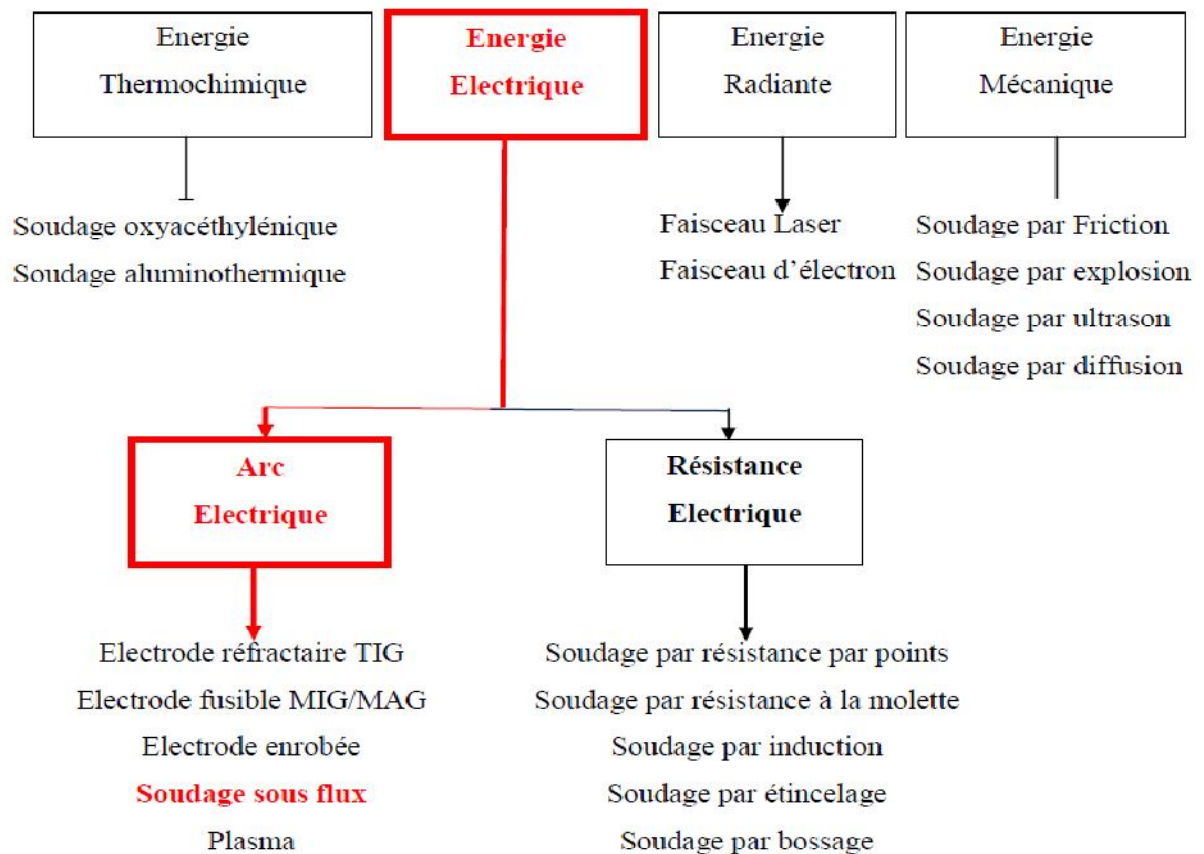 Energie
Thermochimique
Energie
Electrique
Energie
Radiante
Energie
Mécanique
Soudage oxyacéthylénique
Soudage aluminothermique
Faisceau Laser
Faisceau d’électron
Soudage par Friction
Soudage par explosion
Soudage par ultrason
Soudage par diffusion
Arc
Electrique
Résistance
Electrique
Electrode réfractaire TIG
Electrode fusible MIG/MAG
Electrode enrobée
Soudage sous flux
Plasma
Soudage par résistance par points
Soudage par résistance à la molette
Soudage par induction
Soudage par étincelage
Soudage par bossage